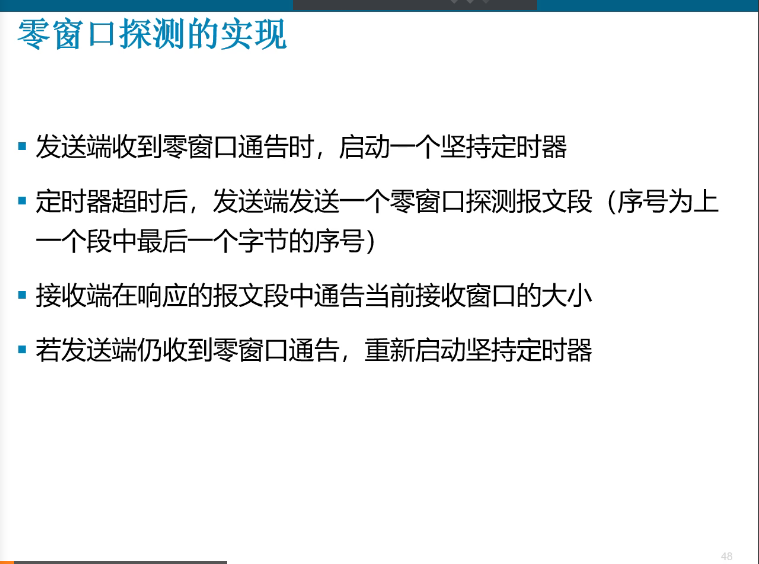 零窗口探测的实现
▪ 发送端收到零窗口通告时，启动一个坚持定时器
▪ 定时器超时后，发送端发送一个零窗口探测报文段（序号为上
一个段中最后一个字节的序号）
▪ 接收端在响应的报文段中通告当前接收窗口的大小
▪ 若发送端仍收到零窗口通告，重新启动坚持定时器
48